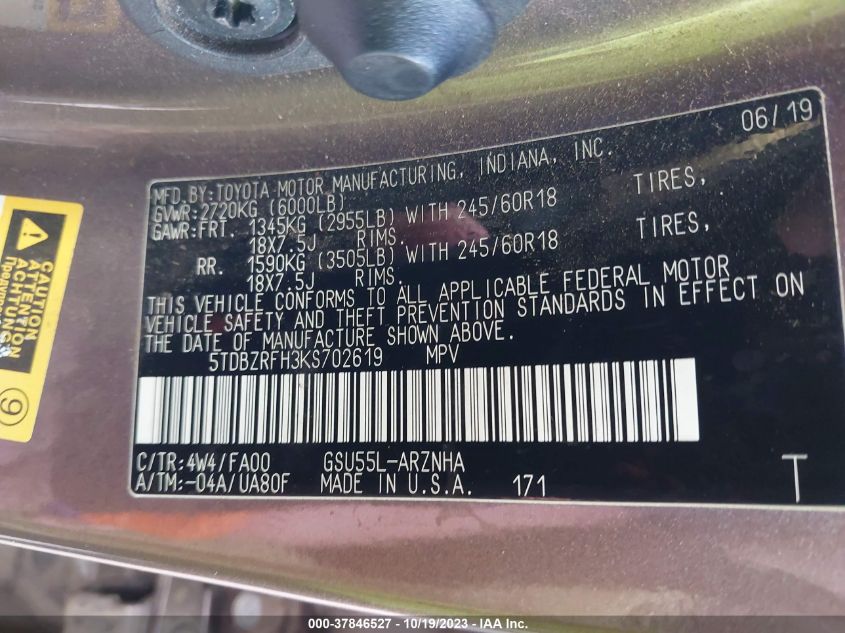 06/19
MFD.BY:TOYOTA MOTOR MANUFACTURING, INDIANA, INC.
GVWR:2720KG (6000LB)
GAWR:FRT. 1345KG (2955LB) WITH 245/60R18 TIRES,
18X7.5J RIMS.
RR. 1590KG (3505LB) WITH 245/60R18 TIRES,
18X7.5J RIMS.
THIS VEHICLE CONFORMS TO ALL APPLICABLE FEDERAL MOTOR
VEHICLE SAFETY AND THEFT PREVENTION STANDARDS IN EFFECT ON
THE DATE OF MANUFACTURE SHOWN ABOVE.
5TDBZRFH3KS702619 MPV
C/TR:4W4/FA00 GSU55L-ARZNHA
A/TM:-04A/UA80F MADE IN U.S.A. 171 T
CAUTION
ATTENTION
ACHTUNG
9
000-37846527 - 10/19/2023 - IAA Inc.